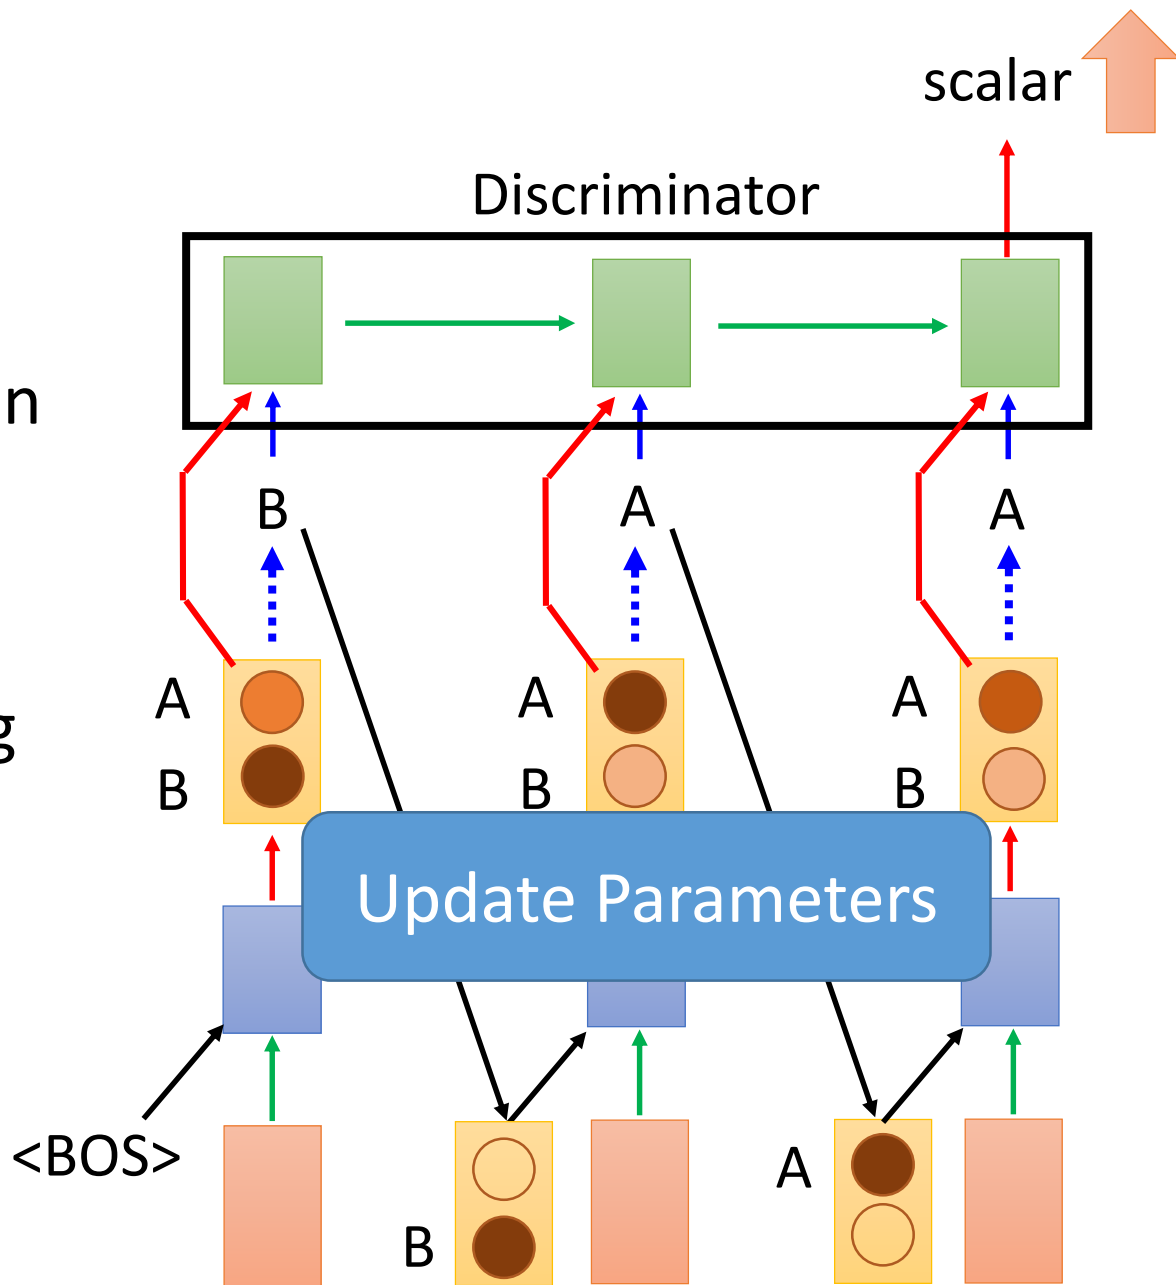 scalar
Discriminator
n
B A A
A A A
g
B B B
Update Parameters
<BOS>
A
B